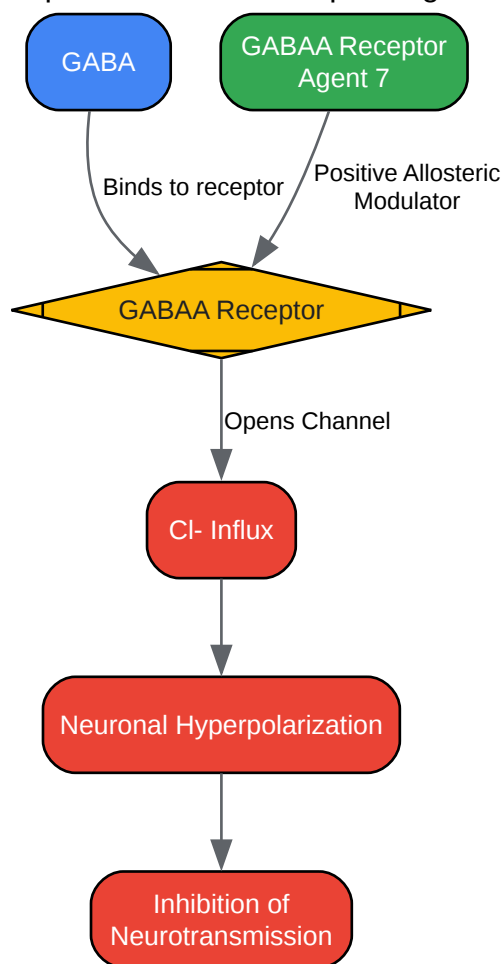 GABA
GABAA Receptor
Agent 7
Binds to receptor
Positive Allosteric
Modulator
GABAA Receptor
Opens Channel
Cl- Influx
Neuronal Hyperpolarization
Inhibition of
Neurotransmission